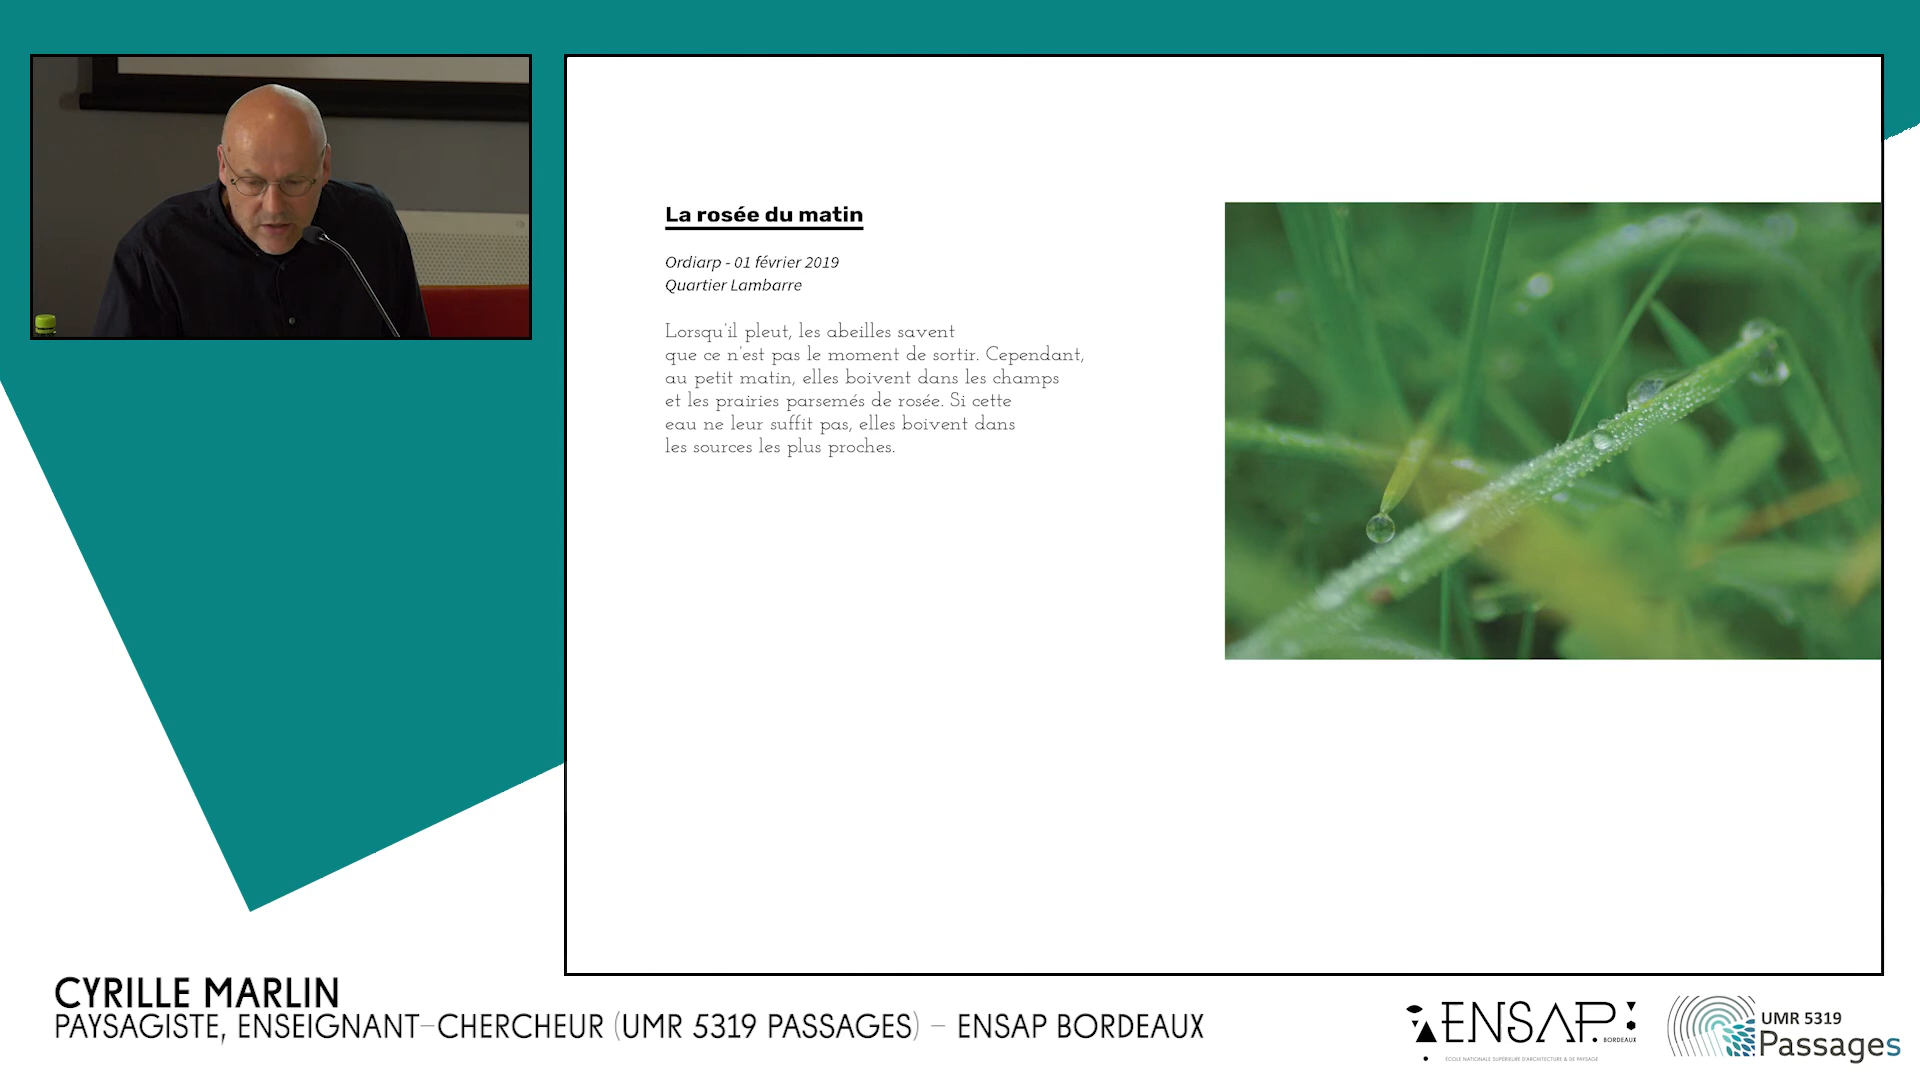 La rosée du matin
Ordiarp - 01 février 2019
Quartier Lambarre
Lorsqu'il pleut, les abeilles savent
que ce n'est pas le moment de sortir. Cependant,
au petit matin, elles boivent dans les champs
et les prairies parsemés de rosée. Si cette
eau ne leur suffit pas, elles boivent dans
les sources les plus proches.
CYRILLE MARLIN
PAYSAGISTE, ENSEIGNANT-CHERCHEUR (UMR 5319 PASSAGES) - ENSAP BORDEAUX
ENSAP
BORDEAUX
ÉCOLE NATIONALE SUPÉRIEURE D'ARCHITECTURE & DE PAYSAGE
UMR 5319
Passages